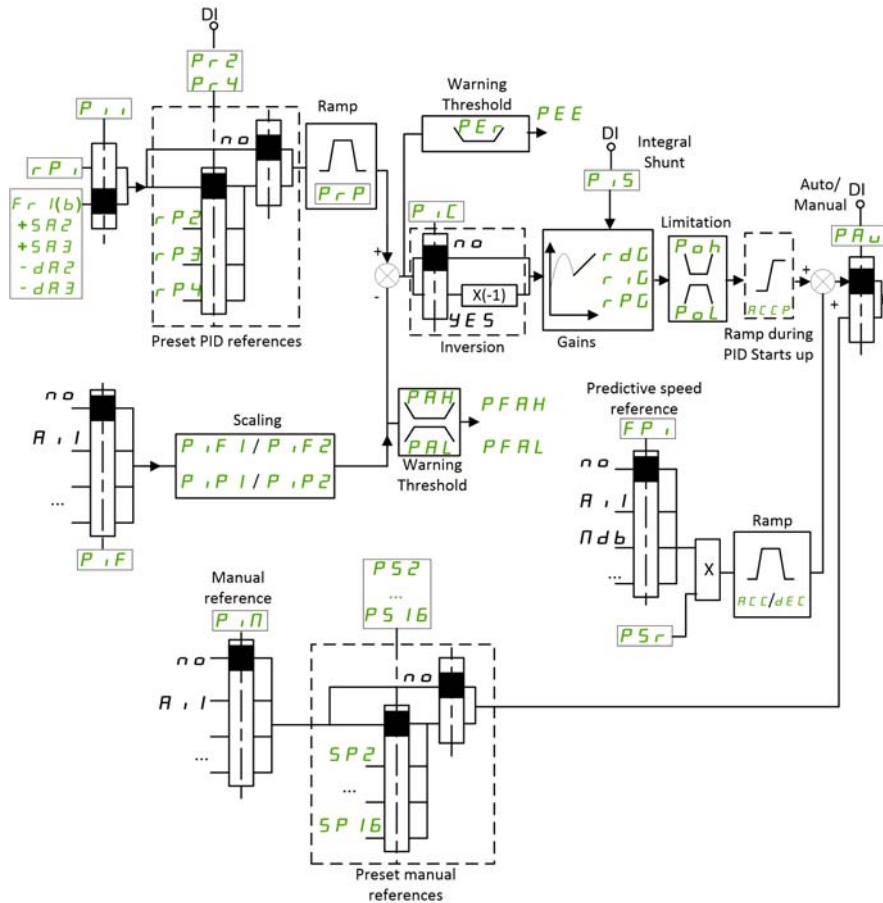 DI
Pr2
Pr4
Pii
no
Ramp
PrP
Warning
Threshold
PEr
PEE
DI
Integral
Shunt
PiS
rPi
Fr1(b)
+SA2
+SA3
-dA2
-dA3
rP2
rP3
rP4
Preset PID references
+
-
PiC
no
X(-1)
YES
Inversion
rdG
riG
rPG
Gains
Limitation
Poh
PoL
ACCP
Ramp during
PID Starts up
+
+
Auto/
Manual
DI
PAu
no
Ai1
...
PiF
Scaling
PiF1/PiF2
PiP1/PiP2
PAH
PAL
Warning
Threshold
PFAH
PFAL
Predictive speed
reference
FPi
no
Ai1
Mdb
...
PSr
X
Ramp
ACC/dEC
Manual
reference
PiM
no
Ai1
...
PS2
...
PS16
no
SP2
...
SP16
Preset manual
references